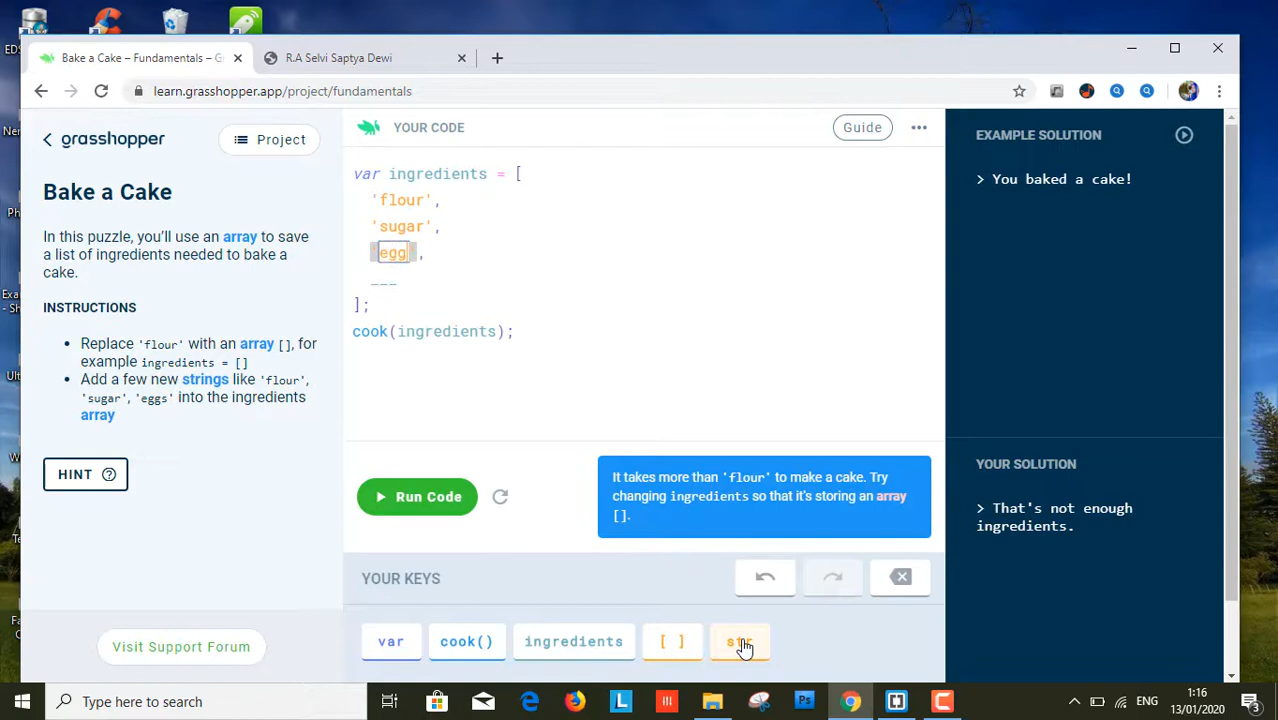 EDS
Bake a Cake – Fundamentals – G
R.A Selvi Saptya Dewi
learn.grasshopper.app/project/fundamentals
grasshopper
Project
Bake a Cake
In this puzzle, you'll use an array to save
a list of ingredients needed to bake a
cake.
INSTRUCTIONS
Replace 'flour' with an array [], for
example ingredients = []
Add a few new strings like 'flour',
'sugar', 'eggs' into the ingredients
array
HINT
Visit Support Forum
YOUR CODE
Guide
var ingredients = [
'flour',
'sugar',
'egg',
___
];
cook(ingredients);
Run Code
It takes more than 'flour' to make a cake. Try
changing ingredients so that it's storing an array
[].
YOUR KEYS
var
cook()
ingredients
[ ]
str
EXAMPLE SOLUTION
> You baked a cake!
YOUR SOLUTION
> That's not enough
ingredients.
Type here to search
ENG
1:16
13/01/2020
3